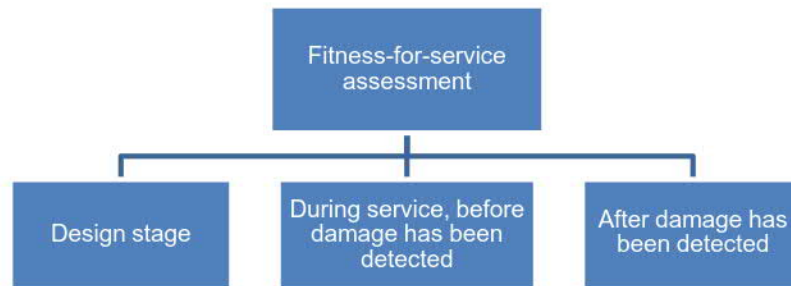 Fitness-for-service
assessment
Design stage
During service, before
damage has been
detected
After damage has
been detected